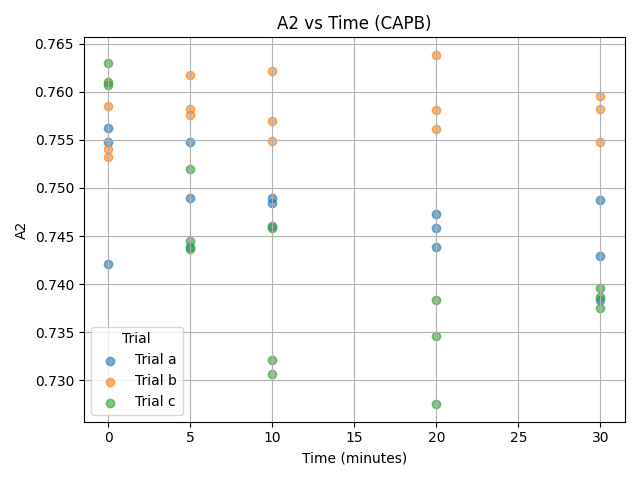 A2 vs Time (CAPB)
0.765
0.760
0.755
0.750
0.745
0.740
0.735
0.730
A2
Trial
Trial a
Trial b
Trial c
0 5 10 15 20 25 30
Time (minutes)